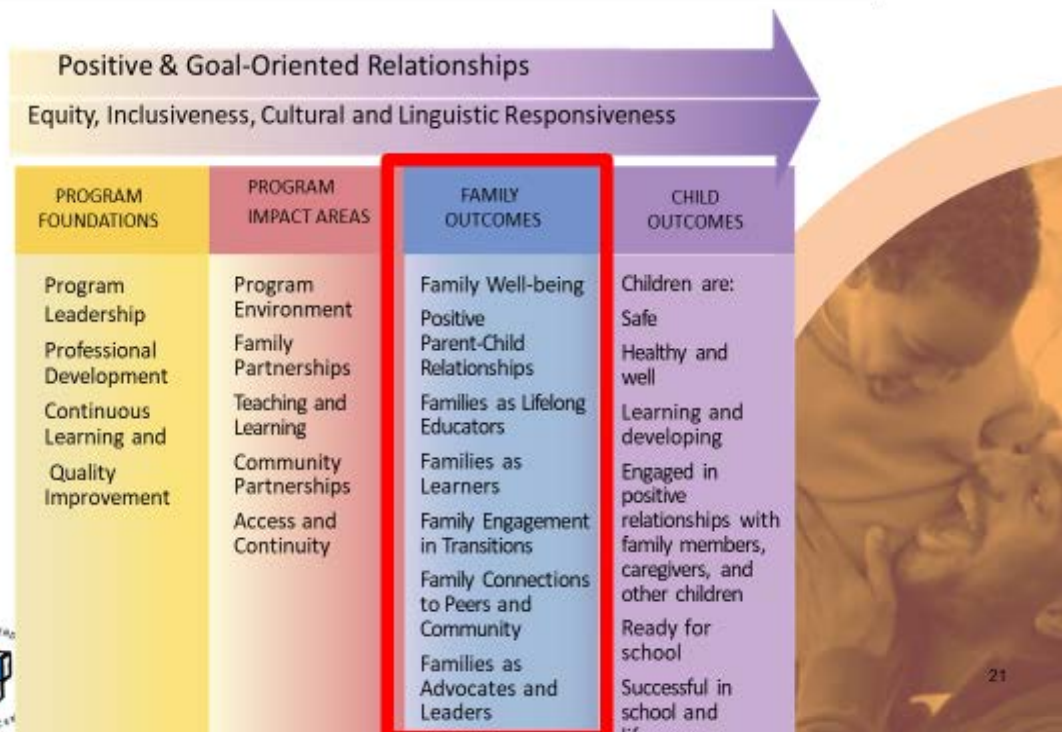 Positive & Goal-Oriented Relationships
Equity, Inclusiveness, Cultural and Linguistic Responsiveness
PROGRAM
FOUNDATIONS
Program
Leadership
Professional
Development
Continuous
Learning and
Quality
Improvement
PROGRAM
IMPACT AREAS
Program
Environment
Family
Partnerships
Teaching and
Learning
Community
Partnerships
Access and
Continuity
FAMILY
OUTCOMES
Family Well-being
Positive
Parent-Child
Relationships
Families as Lifelong
Educators
Families as
Learners
Family Engagement
in Transitions
Family Connections
to Peers and
Community
Families as
Advocates and
Leaders
CHILD
OUTCOMES
Children are:
Safe
Healthy and
well
Learning and
developing
Engaged in
positive
relationships with
family members,
caregivers, and
other children
Ready for
school
Successful in
school and
21